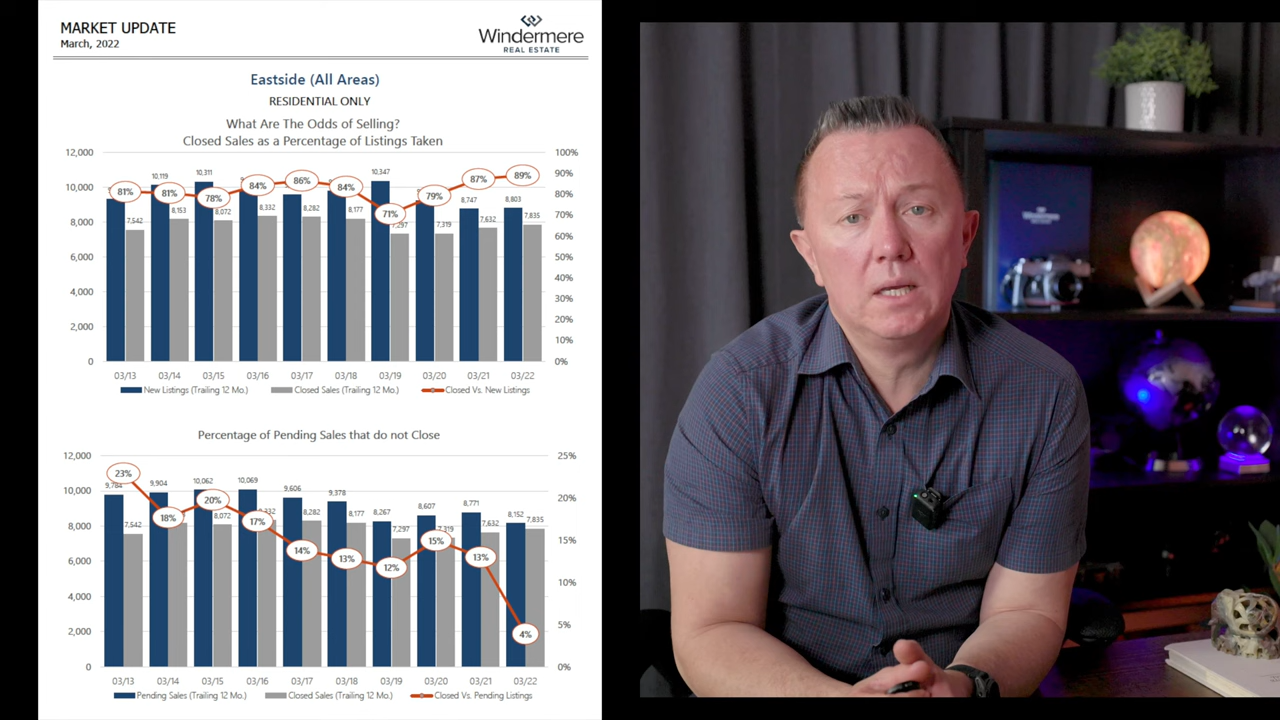 MARKET UPDATE
March, 2022
Windermere
REAL ESTATE
Eastside (All Areas)
RESIDENTIAL ONLY
What Are The Odds of Selling?
Closed Sales as a Percentage of Listings Taken
12,000 100%
10,000 90%
8,000 80%
70%
6,000 60%
50%
4,000 40%
30%
2,000 20%
10%
0 0%
10,119 10,311 10,347 8,747 8,803
81% 81% 78% 84% 86% 84% 71% 79% 87% 89%
7,542 8,153 8,072 8,332 8,282 8,177 7,319 7,632 7,835
03/13 03/14 03/15 03/16 03/17 03/18 03/19 03/20 03/21 03/22
New Listings (Trailing 12 Mo.) Closed Sales (Trailing 12 Mo.) Closed Vs. New Listings
Percentage of Pending Sales that do not Close
12,000 25%
10,000 20%
8,000
6,000 15%
4,000 10%
2,000 5%
0 0%
9,784 9,904 10,062 10,069 9,606 9,378 8,267 8,607 8,771 8,152
23% 18% 20% 17% 14% 13% 12% 15% 13% 4%
7,542 8,072 8,282 8,177 7,297 7,632 7,835
03/13 03/14 03/15 03/16 03/17 03/18 03/19 03/20 03/21 03/22
Pending Sales (Trailing 12 Mo.) Closed Sales (Trailing 12 Mo.) Closed Vs. Pending Listings
Windermere